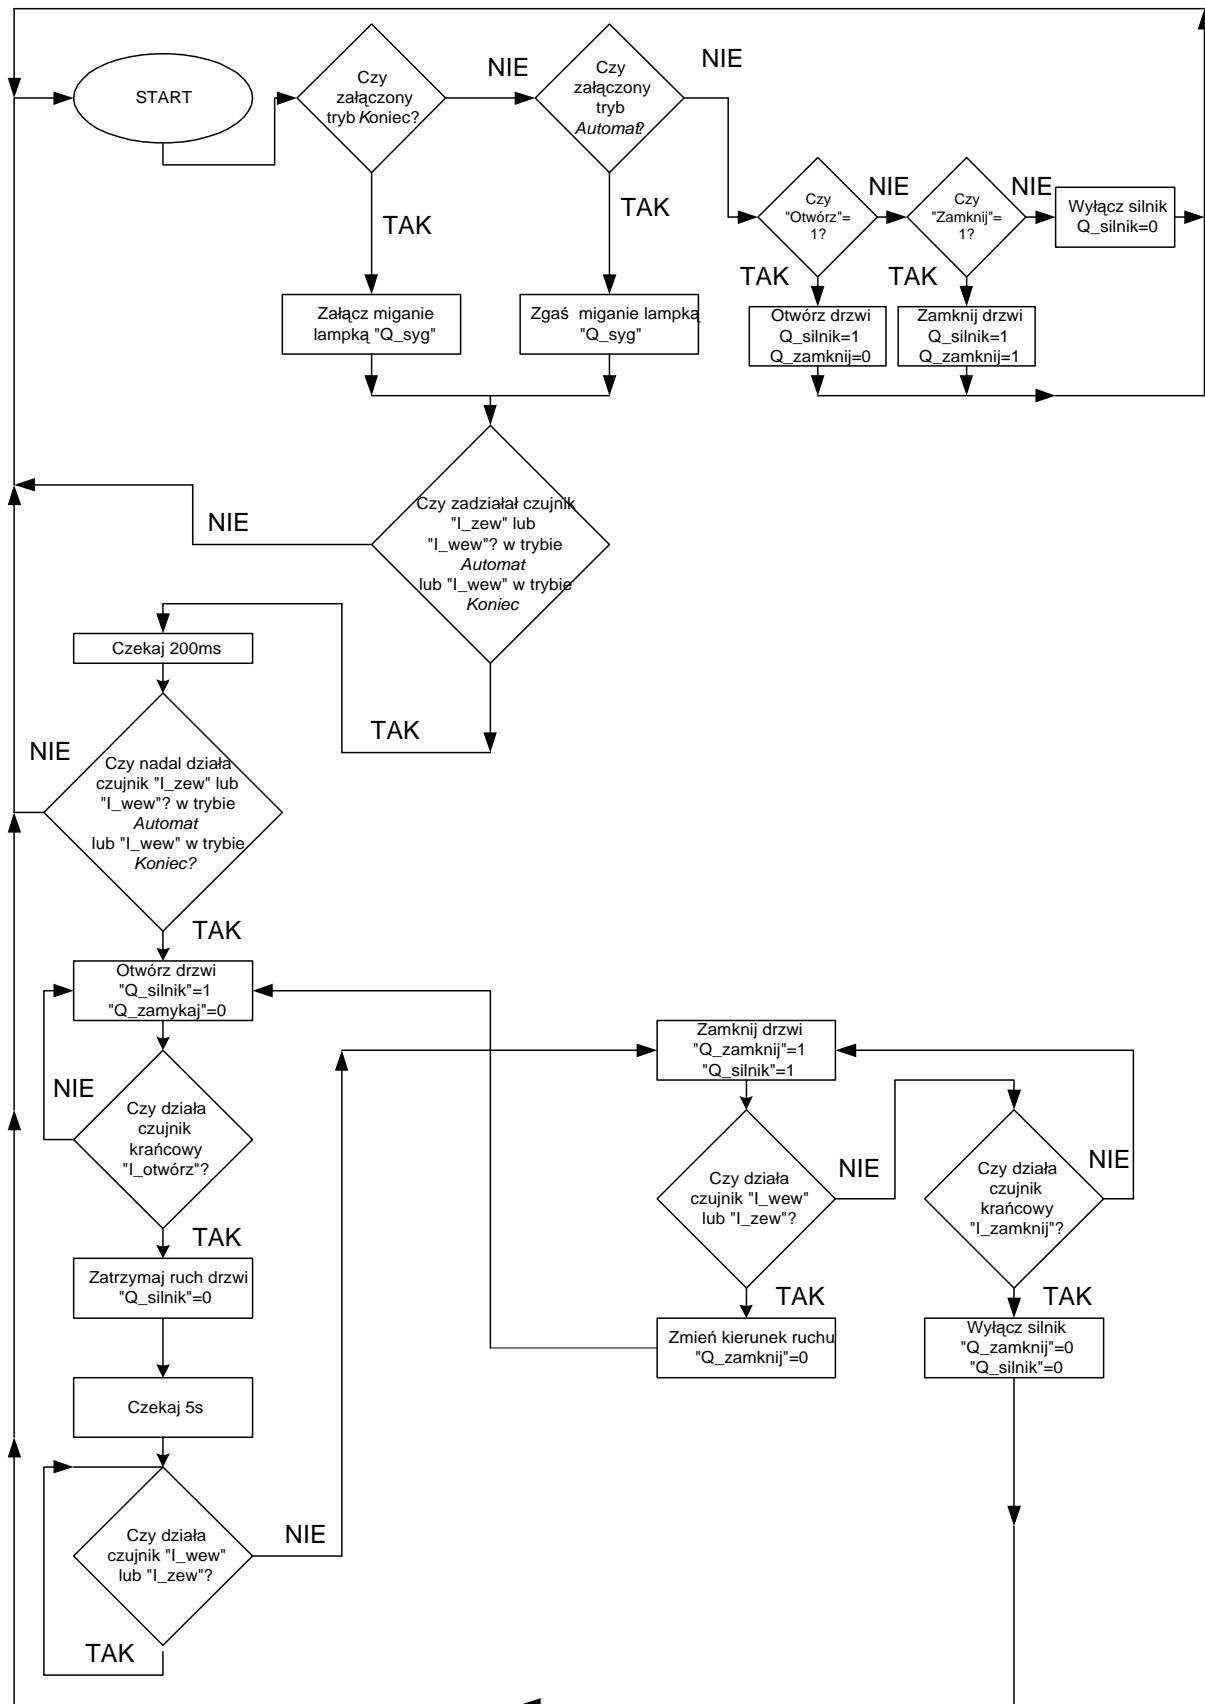 START
Czy
załączony
tryb Koniec?
NIE
Czy
załączony
tryb
Automat?
NIE
TAK
TAK
Czy
"Otwórz"=
1?
NIE
Czy
"Zamknij"=
1?
NIE
Wyłącz silnik
Q_silnik=0
TAK
TAK
Załącz miganie
lampką "Q_syg"
Zgaś miganie lampką
"Q_syg"
Otwórz drzwi
Q_silnik=1
Q_zamknij=0
Zamknij drzwi
Q_silnik=1
Q_zamknij=1
NIE
Czy zadziałał czujnik
"I_zew" lub
"I_wew"? w trybie
Automat
lub "I_wew" w trybie
Koniec
TAK
Czekaj 200ms
NIE
Czy nadal działa
czujnik "I_zew" lub
"I_wew"? w trybie
Automat
lub "I_wew" w trybie
Koniec?
TAK
Otwórz drzwi
"Q_silnik"=1
"Q_zamykaj"=0
NIE
Czy działa
czujnik
krańcowy
"I_otwórz"?
TAK
Zatrzymaj ruch drzwi
"Q_silnik"=0
Czekaj 5s
Czy działa
czujnik "I_wew"
lub "I_zew"?
NIE
TAK
Zamknij drzwi
"Q_zamknij"=1
"Q_silnik"=1
Czy działa
czujnik "I_wew"
lub "I_zew"?
NIE
TAK
Zmień kierunek ruchu
"Q_zamknij"=0
Czy działa
czujnik
krańcowy
"I_zamknij"?
NIE
TAK
Wyłącz silnik
"Q_zamknij"=0
"Q_silnik"=0